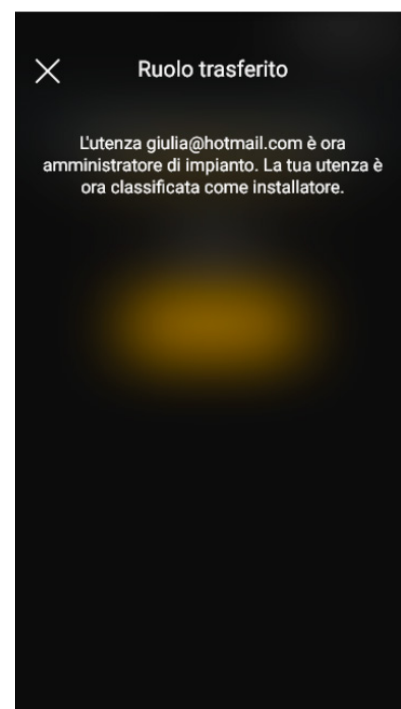 Ruolo trasferito
L'utenza giulia@hotmail.com è ora
amministratore di impianto. La tua utenza è
ora classificata come installatore.